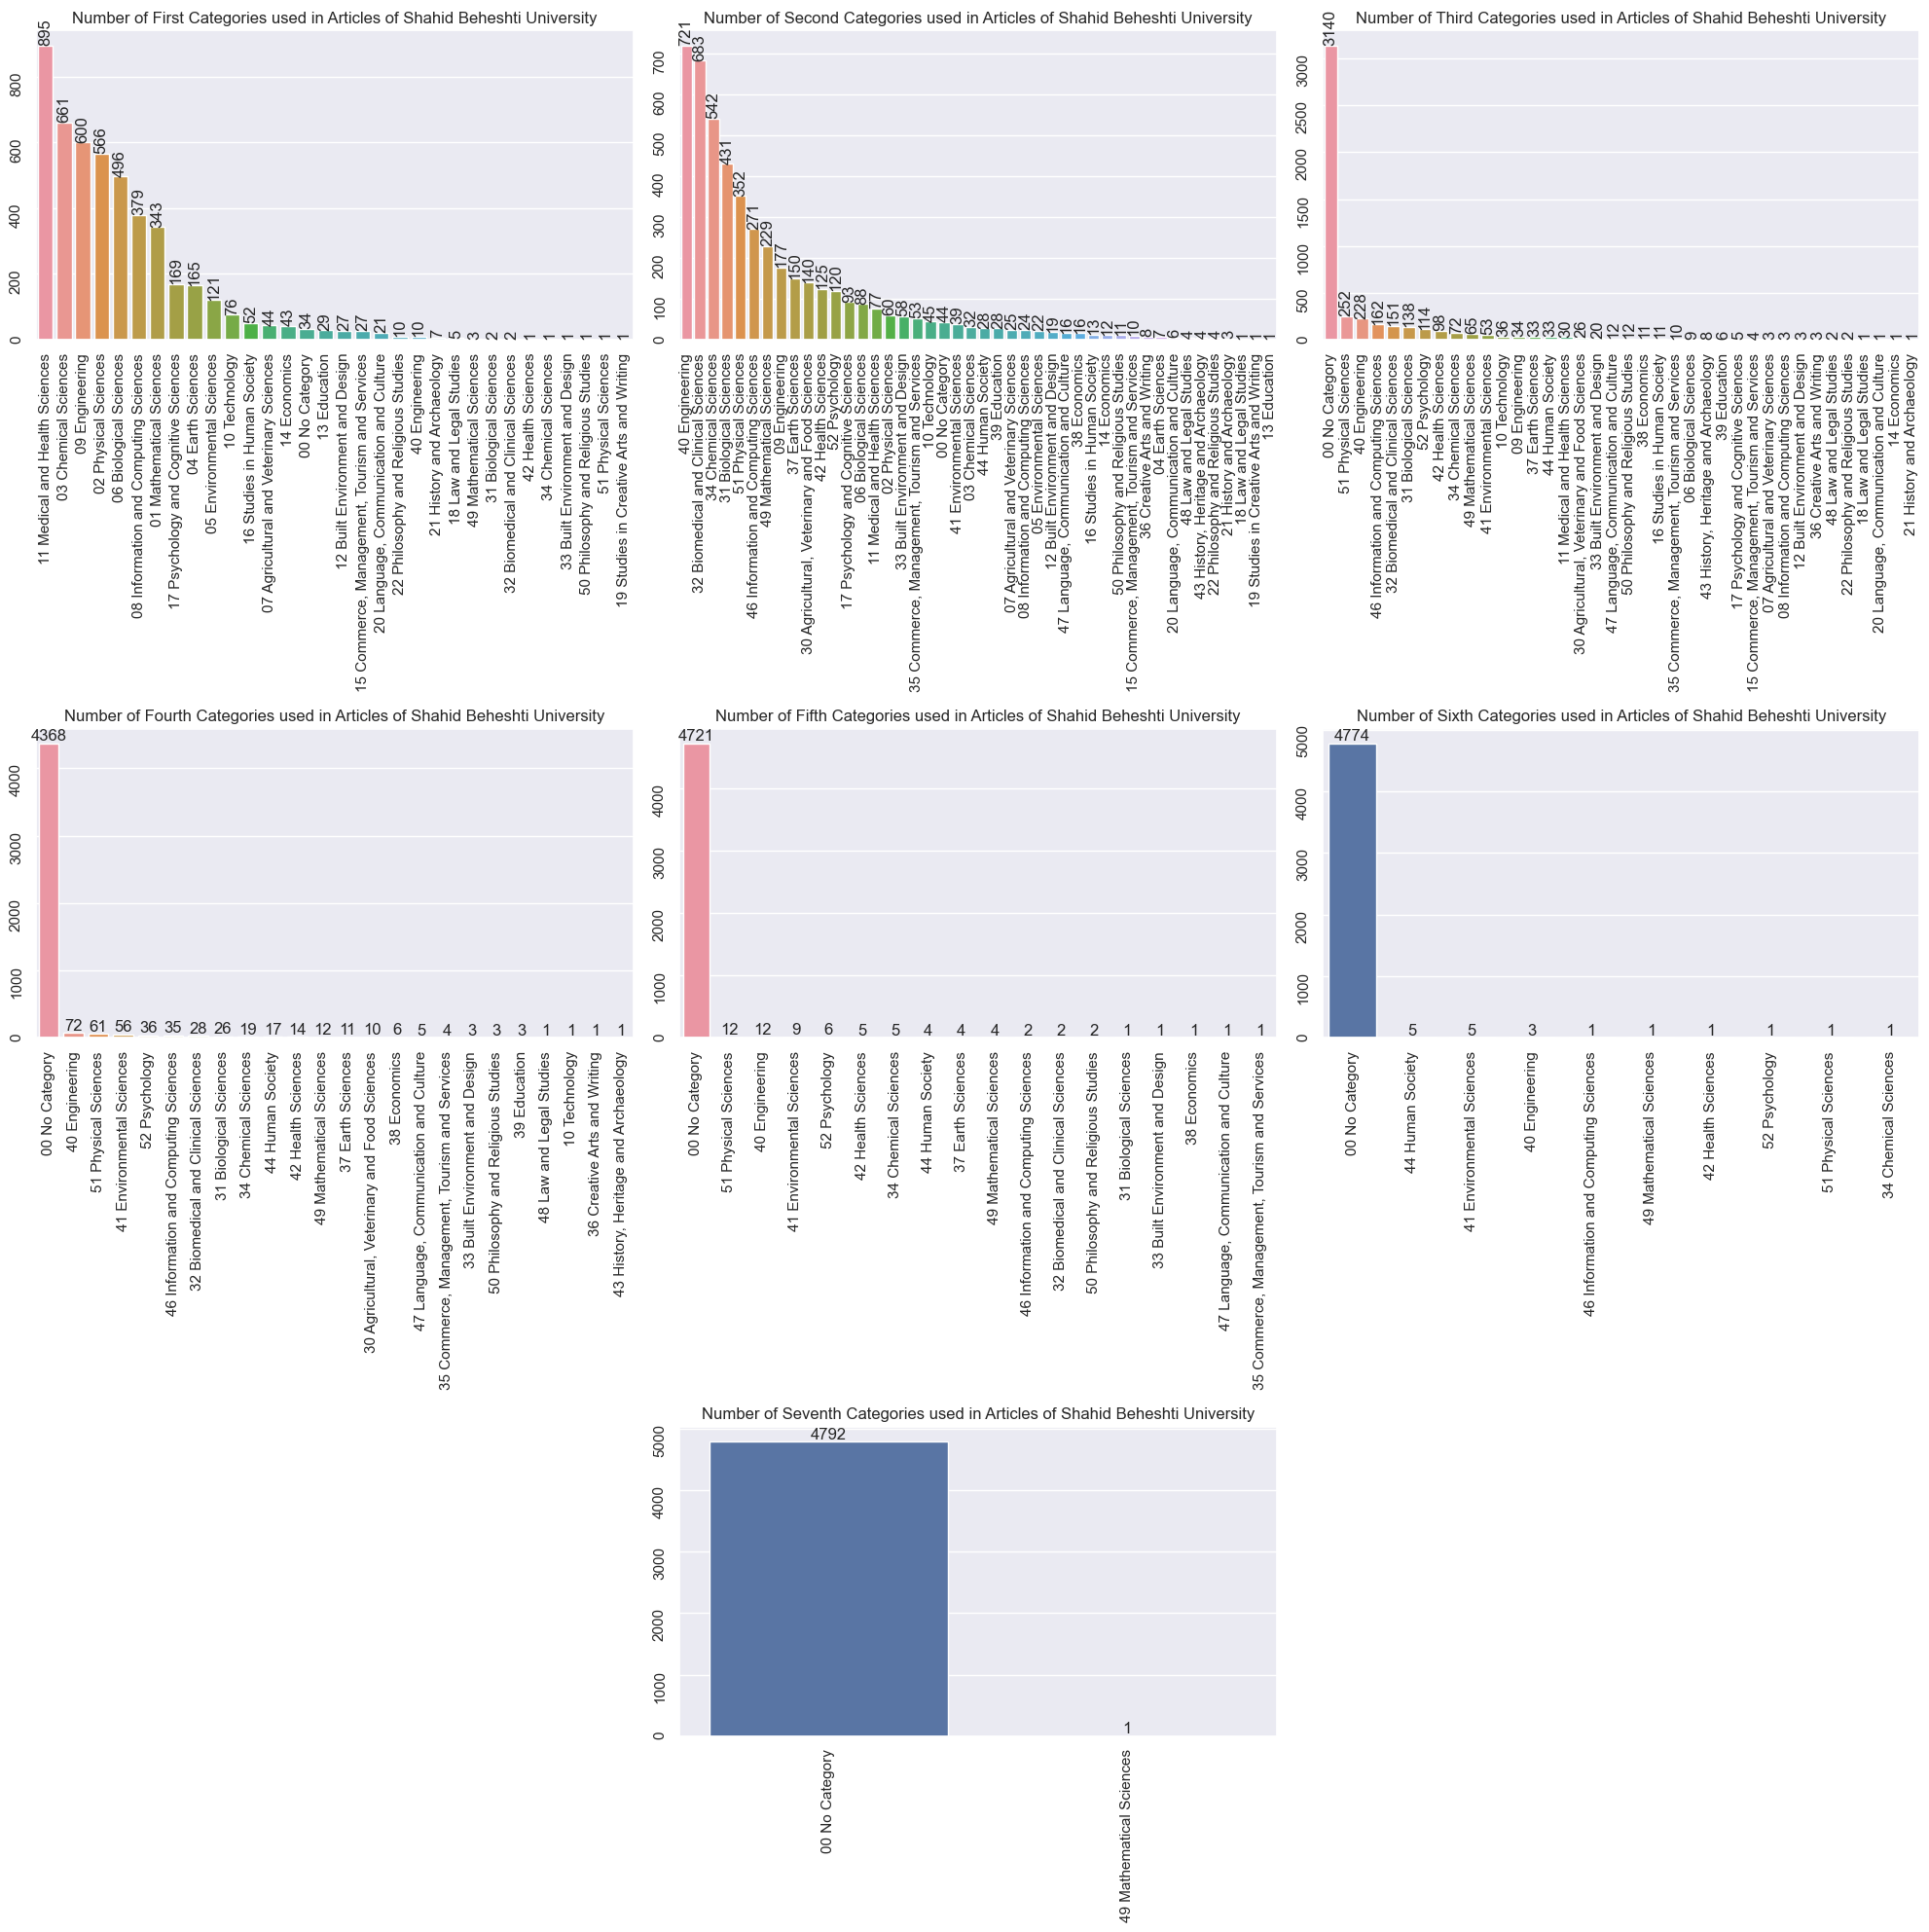 Number of First Categories used in Articles of Shahid Beheshti University
895
661
600
566
496
379
343
169
165
121
76
52
44
43
34
29
27
27
21
10
10
7
5
3
2
2
1
1
1
1
1
1
800
600
400
200
0
11 Medical and Health Sciences
03 Chemical Sciences
09 Engineering
02 Physical Sciences
06 Biological Sciences
08 Information and Computing Sciences
01 Mathematical Sciences
17 Psychology and Cognitive Sciences
04 Earth Sciences
05 Environmental Sciences
10 Technology
16 Studies in Human Society
07 Agricultural and Veterinary Sciences
14 Economics
00 No Category
13 Education
12 Built Environment and Design
15 Commerce, Management, Tourism and Services
20 Language, Communication and Culture
22 Philosophy and Religious Studies
40 Engineering
21 History and Archaeology
18 Law and Legal Studies
49 Mathematical Sciences
31 Biological Sciences
32 Biomedical and Clinical Sciences
42 Health Sciences
34 Chemical Sciences
33 Built Environment and Design
50 Philosophy and Religious Studies
51 Physical Sciences
19 Studies in Creative Arts and Writing
Number of Second Categories used in Articles of Shahid Beheshti University
721
683
542
431
352
271
229
177
150
140
125
120
93
88
77
60
58
53
45
44
39
32
28
28
25
24
22
19
16
16
13
12
11
10
8
7
6
4
4
4
3
1
1
1
700
600
500
400
300
200
100
0
40 Engineering
32 Biomedical and Clinical Sciences
34 Chemical Sciences
31 Biological Sciences
51 Physical Sciences
46 Information and Computing Sciences
49 Mathematical Sciences
09 Engineering
37 Earth Sciences
30 Agricultural, Veterinary and Food Sciences
42 Health Sciences
52 Psychology
17 Psychology and Cognitive Sciences
06 Biological Sciences
11 Medical and Health Sciences
02 Physical Sciences
33 Built Environment and Design
35 Commerce, Management, Tourism and Services
10 Technology
00 No Category
41 Environmental Sciences
03 Chemical Sciences
44 Human Society
39 Education
07 Agricultural and Veterinary Sciences
08 Information and Computing Sciences
05 Environmental Sciences
12 Built Environment and Design
47 Language, Communication and Culture
38 Economics
16 Studies in Human Society
14 Economics
50 Philosophy and Religious Studies
15 Commerce, Management, Tourism and Services
36 Creative Arts and Writing
04 Earth Sciences
20 Language, Communication and Culture
48 Law and Legal Studies
43 History, Heritage and Archaeology
22 Philosophy and Religious Studies
21 History and Archaeology
18 Law and Legal Studies
19 Studies in Creative Arts and Writing
13 Education
Number of Third Categories used in Articles of Shahid Beheshti University
3140
252
228
162
151
138
114
98
72
65
53
36
34
33
33
30
26
20
12
12
11
11
10
9
8
6
5
4
3
3
3
3
2
2
1
1
1
1
3000
2500
2000
1500
1000
500
0
00 No Category
51 Physical Sciences
40 Engineering
46 Information and Computing Sciences
32 Biomedical and Clinical Sciences
31 Biological Sciences
52 Psychology
42 Health Sciences
34 Chemical Sciences
49 Mathematical Sciences
41 Environmental Sciences
10 Technology
09 Engineering
37 Earth Sciences
44 Human Society
11 Medical and Health Sciences
30 Agricultural, Veterinary and Food Sciences
33 Built Environment and Design
47 Language, Communication and Culture
50 Philosophy and Religious Studies
38 Economics
16 Studies in Human Society
35 Commerce, Management, Tourism and Services
06 Biological Sciences
43 History, Heritage and Archaeology
39 Education
17 Psychology and Cognitive Sciences
15 Commerce, Management, Tourism and Services
07 Agricultural and Veterinary Sciences
08 Information and Computing Sciences
12 Built Environment and Design
36 Creative Arts and Writing
48 Law and Legal Studies
22 Philosophy and Religious Studies
18 Law and Legal Studies
20 Language, Communication and Culture
14 Economics
21 History and Archaeology
Number of Fourth Categories used in Articles of Shahid Beheshti University
4368
72
61
56
36
35
28
26
19
17
14
12
11
10
6
5
4
3
3
3
1
1
1
1
4000
3000
2000
1000
0
00 No Category
40 Engineering
51 Physical Sciences
41 Environmental Sciences
52 Psychology
46 Information and Computing Sciences
32 Biomedical and Clinical Sciences
31 Biological Sciences
34 Chemical Sciences
44 Human Society
42 Health Sciences
49 Mathematical Sciences
37 Earth Sciences
30 Agricultural, Veterinary and Food Sciences
38 Economics
47 Language, Communication and Culture
35 Commerce, Management, Tourism and Services
33 Built Environment and Design
50 Philosophy and Religious Studies
39 Education
48 Law and Legal Studies
10 Technology
36 Creative Arts and Writing
43 History, Heritage and Archaeology
Number of Fifth Categories used in Articles of Shahid Beheshti University
4721
12
12
9
6
5
5
4
4
4
2
2
2
1
1
1
1
1
4000
3000
2000
1000
0
00 No Category
51 Physical Sciences
40 Engineering
41 Environmental Sciences
52 Psychology
42 Health Sciences
34 Chemical Sciences
44 Human Society
37 Earth Sciences
49 Mathematical Sciences
46 Information and Computing Sciences
32 Biomedical and Clinical Sciences
50 Philosophy and Religious Studies
31 Biological Sciences
33 Built Environment and Design
38 Economics
47 Language, Communication and Culture
35 Commerce, Management, Tourism and Services
Number of Sixth Categories used in Articles of Shahid Beheshti University
4774
5
5
3
1
1
1
1
1
1
5000
4000
3000
2000
1000
0
00 No Category
44 Human Society
41 Environmental Sciences
40 Engineering
46 Information and Computing Sciences
49 Mathematical Sciences
42 Health Sciences
52 Psychology
51 Physical Sciences
34 Chemical Sciences
Number of Seventh Categories used in Articles of Shahid Beheshti University
4792
1
5000
4000
3000
2000
1000
0
00 No Category
49 Mathematical Sciences